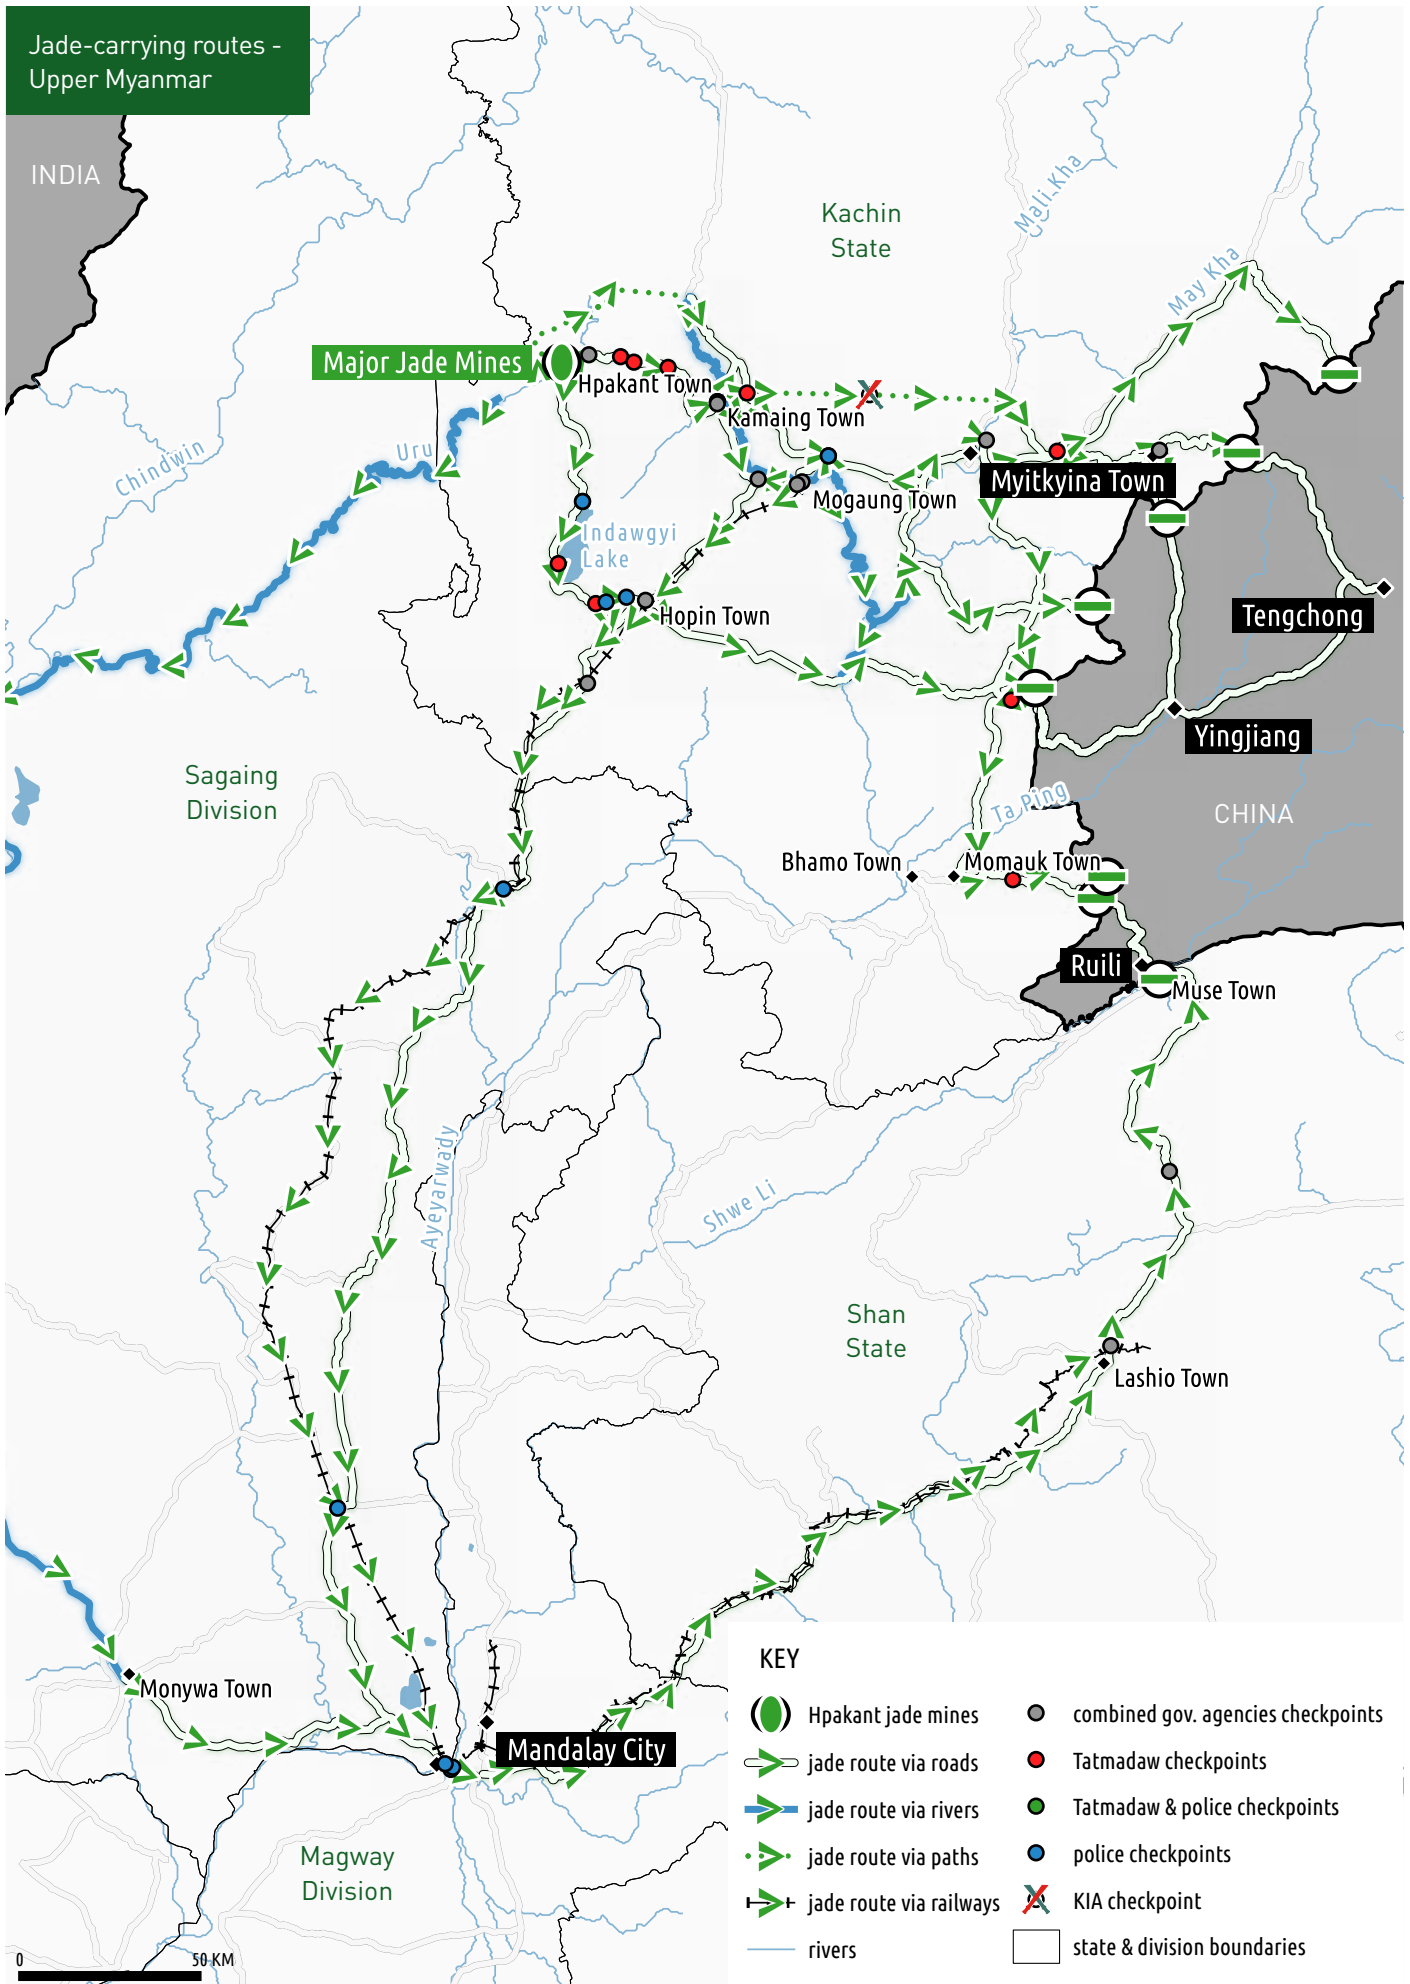 Jade-carrying routes -
Upper Myanmar
INDIA
Kachin
State
Mali Kha
May Kha
Major Jade Mines
Hpakant Town
Kamaing Town
Uru
Chindwin
Myitkyina Town
Mogaung Town
Indawgyi
Lake
Hopin Town
Tengchong
Yingjiang
Sagaing
Division
Ta Ping
CHINA
Bhamo Town
Momauk Town
Ruili
Muse Town
Ayeyarwady
Shwe Li
Shan
State
Lashio Town
Monywa Town
Mandalay City
Magway
Division
0
50 KM
KEY
Hpakant jade mines
jade route via roads
jade route via rivers
jade route via paths
jade route via railways
rivers
combined gov. agencies checkpoints
Tatmadaw checkpoints
Tatmadaw & police checkpoints
police checkpoints
KIA checkpoint
state & division boundaries